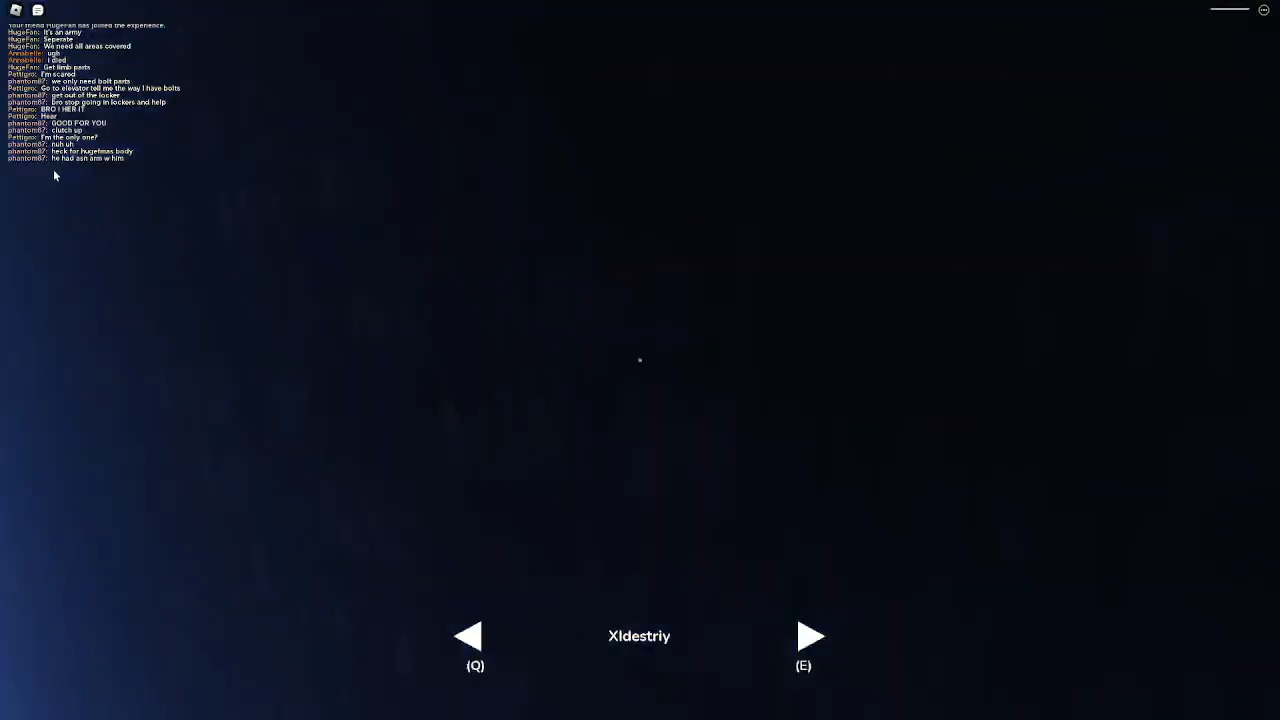 Your friend HugeFan has joined the experience.
HugeFan: It's an army
HugeFan: Seperate
HugeFan: We need all areas covered
Annabelle: ugh
Annabelle: I died
HugeFan: Get limb parts
Pettigro: I'm scared
phantom87: we only need bolt parts
Pettigro: Go to elevator tell me the way I have bolts
phantom87: get out of the locker
phantom87: bro stop going in lockers and help
Pettigro: BRO I HER IT
Pettigro: Hear
phantom87: GOOD FOR YOU
phantom87: clutch up
Pettigro: I'm the only one?
phantom87: nuh uh
phantom87: heck for hugefmas body
phantom87: he had asn arm w him
XIdestriy
(Q) (E)